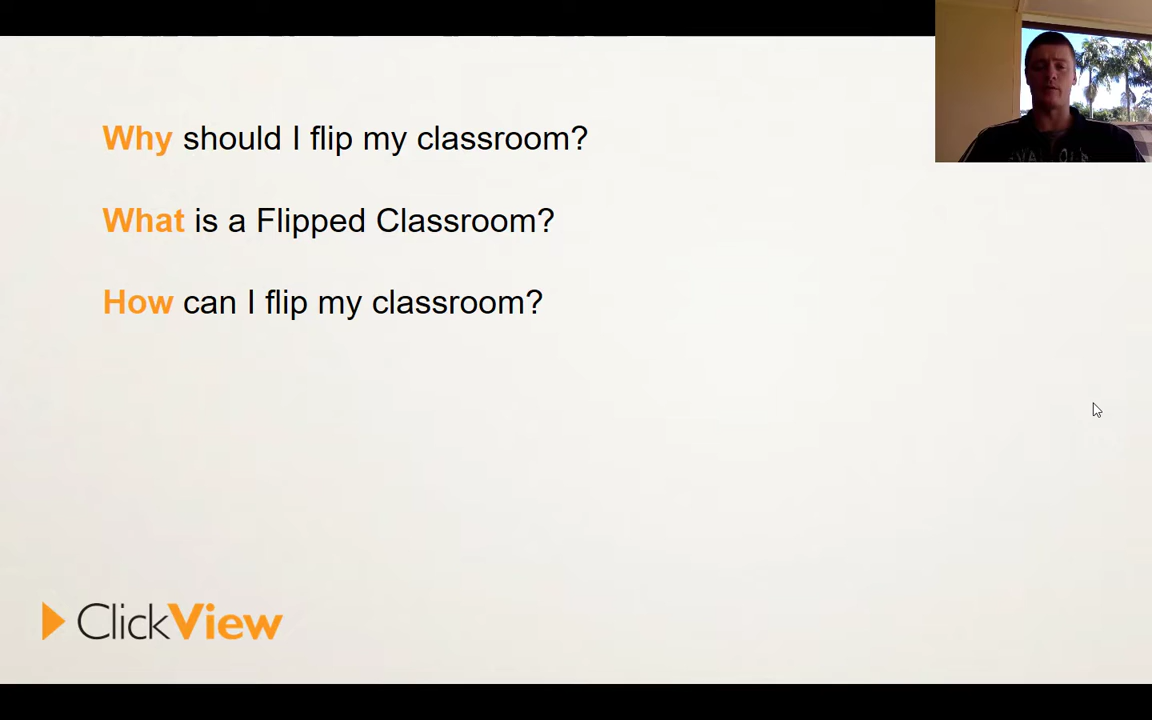 Why should I flip my classroom?
What is a Flipped Classroom?
How can I flip my classroom?
ClickView